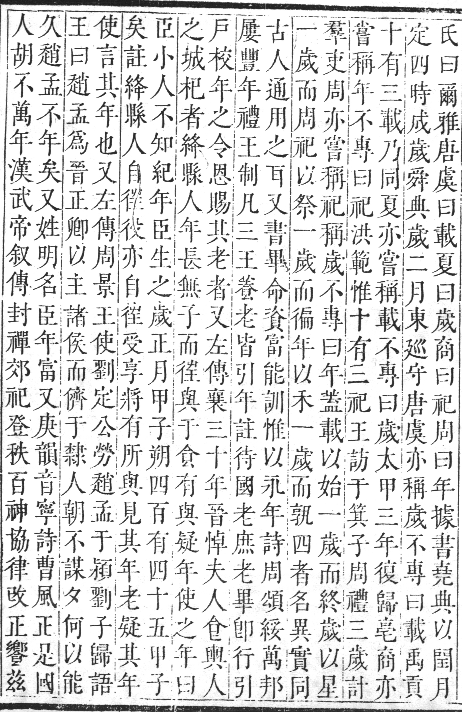 氏曰爾雅唐虞曰載夏曰歲商曰祀周曰年據書堯典以閏月
定四時成歲舜典歲二月東巡守唐虞亦稱歲不專曰載禹貢
十有三載乃同夏亦嘗稱載不專曰歲太甲三年復歸亳商亦
嘗稱年不專曰祀洪範惟十有三祀王訪于箕子周禮三歲計
羣吏周亦嘗稱祀稱歲不專曰年葢載以始一歲而終歲以星
一歲而周祀以祭一歲而徧年以禾一歲而孰四者名異實同
古人通用之耳又書畢命資富能訓惟以永年詩周頌綏萬邦
屢豐年禮王制凡三王養老皆引年註待國老庶老畢卽行引
戸校年之令恩賜其老者又左傳襄三十年晉悼夫人食輿人
之城杞者絳縣人年長無子而徃與于食有與疑年使之年曰
臣小人不知紀年臣生之歲正月甲子朔四百有四十五甲子
矣註絳縣人自徃役亦自徃受享將有所與見其年老疑其年
使言其年也又左傳周景王使劉定公勞趙孟于潁劉子歸語
王曰趙孟爲晉正卿以主諸侯而儕于隸人朝不謀夕何以能
久趙孟不年矣又姓明名臣年富又庚韻音寧詩曹風正是國
人胡不萬年漢武帝叙傳封禪郊祀登秩百神協律改正響茲